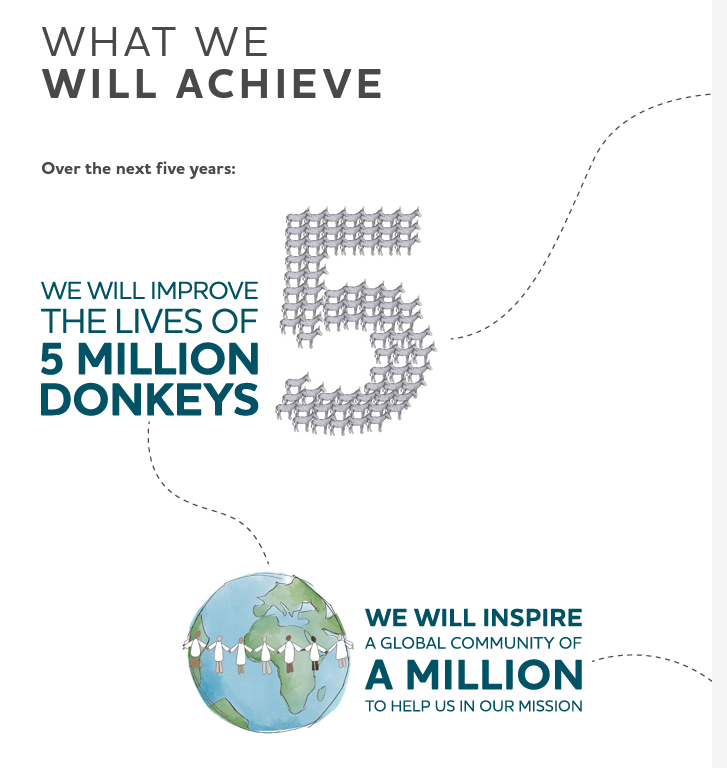 WHAT WE
WILL ACHIEVE
Over the next five years:
WE WILL IMPROVE
THE LIVES OF
5 MILLION
DONKEYS
5
WE WILL INSPIRE
A GLOBAL COMMUNITY OF
A MILLION
TO HELP US IN OUR MISSION